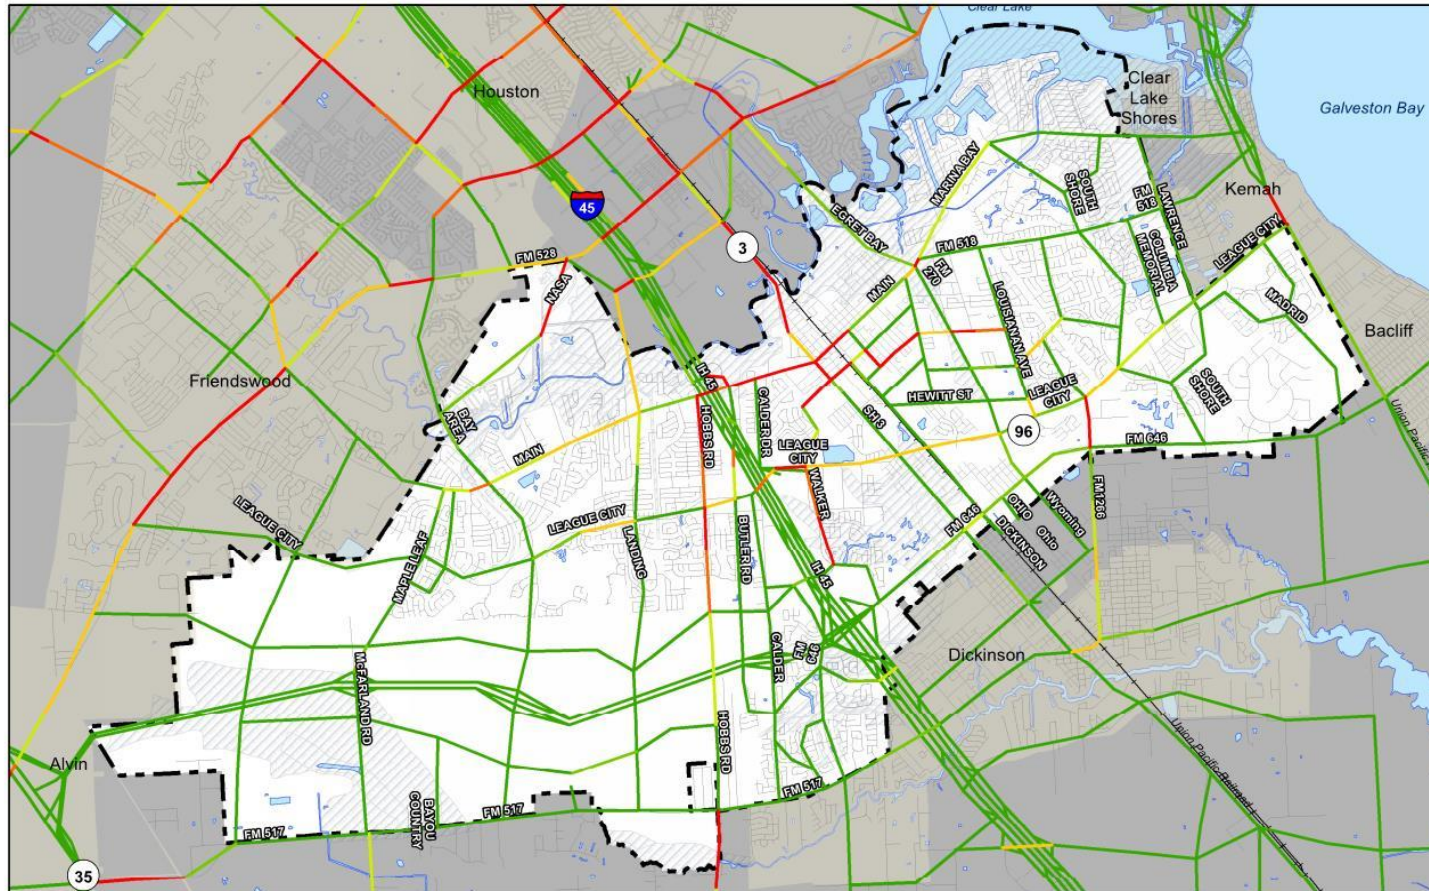 Clear Lake
Houston
Clear
Lake
Shores
Galveston Bay
45
3
MARINA BAY
SOUTH
SHORE
FM
518
LAWRENCE
Kemah
EGRET BAY
FM 518
COLUMBIA
MEMORIAL
LEAGUE CITY
FM 528
NASA
MAIN
FM
270
LOUISIANAN AVE
MADRID
Bacliff
Friendswood
IH 45
BAY
AREA
HOBBS RD
CALDER DR
HEWITT ST
LEAGUE
CITY
SOUTH
SHORE
SH 3
96
Union Pacific
MAIN
LEAGUE
CITY
WALKER
FM 646
FM1266
LEAGUE CITY
LEAGUE CITY
MAPLE LEAF
LANDING
BUTLER RD
FM 646
OHIO
Ohio
Wyoming
DICKINSON
IH 45
McFARLAND RD
CALDER
FM
646
Dickinson
HOBBS RD
Alvin
Union Pacific Railroad
FM 517
BAYOU
COUNTRY
FM 517
FM 517
35